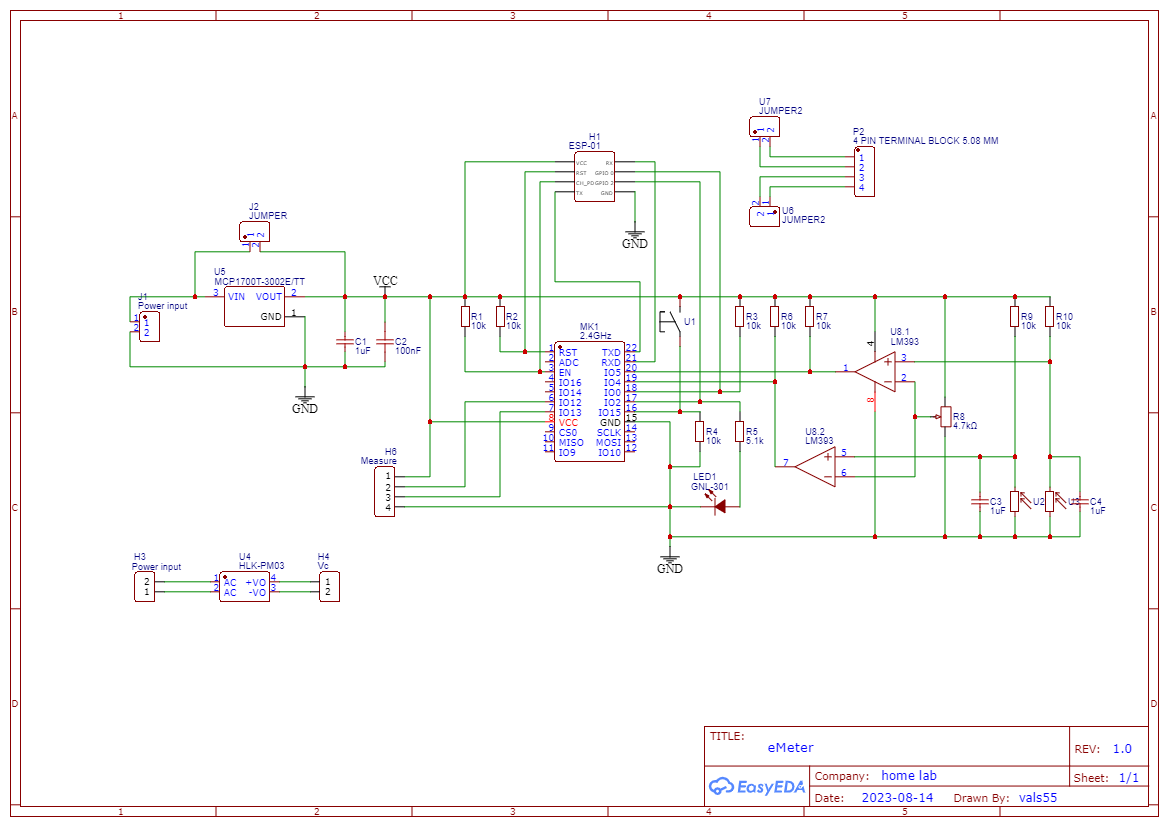 1 2 3 4 5
A A
U7
JUMPER2
1 2
1 2
P2
4 PIN TERMINAL BLOCK 5.08 MM
1
2
3
4
2 1
2 1
U6
JUMPER2
H1
ESP-01
VCC RX
RST GPIO 0
CH_PD GPIO 2
TX GND
GND
J2
JUMPER
1 2
1 2
U5
MCP1700T-3002E/TT
3 VIN VOUT 2
GND 1
VCC
J1
Power input
1 1
2 2
B B
C1
1uF
C2
100nF
GND
R1
10k
R2
10k
U1
R3
10k
R6
10k
R7
10k
R9
10k
R10
10k
MK1
2.4GHz
1 RST TXD 22
2 ADC RXD 21
3 EN IO5 20
4 IO16 IO4 19
5 IO14 IO0 18
6 IO12 IO2 17
7 IO13 IO15 16
8 VCC GND 15
9 CS0 SCLK 14
10 MISO MOSI 13
11 IO9 IO10 12
U8.1
LM393
4
3
1
2
8
R8
4.7kΩ
R4
10k
R5
5.1k
U8.2
LM393
5
7
6
H6
Measure
1
2
3
4
LED1
GNL-301
C C
C3
1uF
U2
U3
C4
1uF
GND
H3
Power input
2
1
U4
HLK-PM03
1 AC +VO 4
2 AC -VO 3
H4
Vc
1
2
D D
TITLE:
eMeter
REV: 1.0
EasyEDA
Company: home lab
Sheet: 1/1
Date: 2023-08-14 Drawn By: vals55
1 2 3 4 5